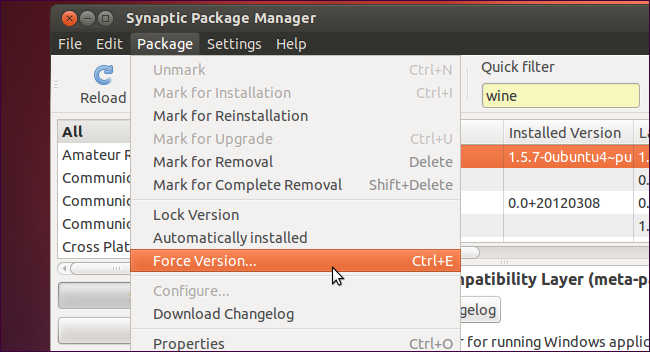 Synaptic Package Manager
File Edit Package Settings Help
Reload
Quick filter
wine
Unmark Ctrl+N
Mark for Installation Ctrl+I
Mark for Reinstallation
Mark for Upgrade Ctrl+U
Mark for Removal Delete
Mark for Complete Removal Shift+Delete
Lock Version
Automatically installed
Force Version... Ctrl+E
Configure...
Download Changelog
Properties Ctrl+O
All
Amateur R
Communic
Communic
Communic
Cross Plat
Installed Version La
1.5.7-0ubuntu4~pu 1.
0.
0.0+20120308 0.
1.
mpatibility Layer (meta-pa
gelog
r for running Windows applic